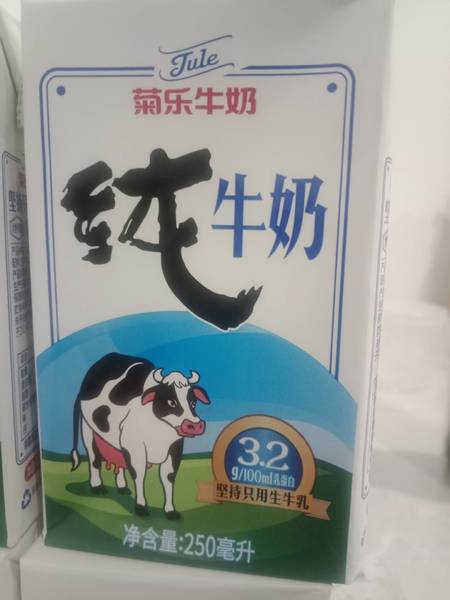 Jule
菊乐牛奶
纯牛奶
3.2
g/100ml乳蛋白
坚持只用生牛乳
净含量:250毫升